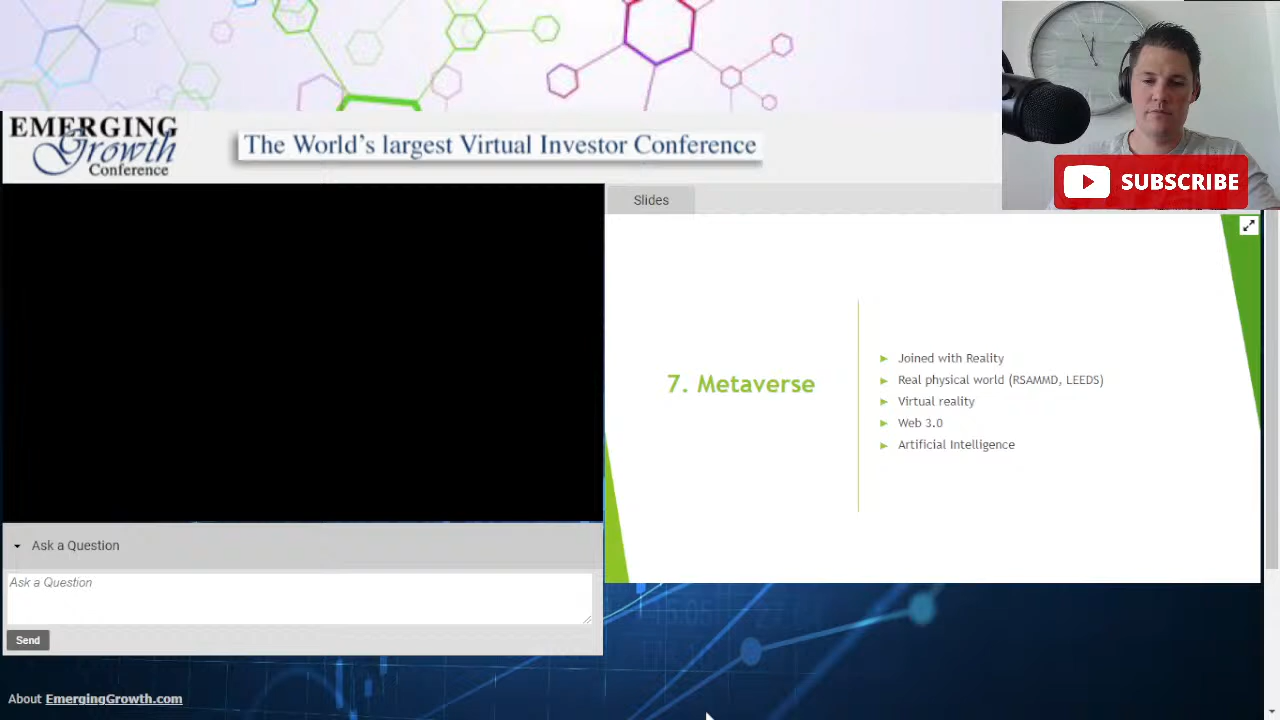 EMERGING
Growth
Conference
The World's largest Virtual Investor Conference
SUBSCRIBE
Slides
7. Metaverse
Joined with Reality
Real physical world (RSAMMD, LEEDS)
Virtual reality
Web 3.0
Artificial Intelligence
Ask a Question
Ask a Question
Send
About EmergingGrowth.com